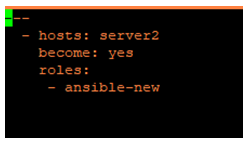 ---
- hosts: server2
become: yes
roles:
- ansible-new